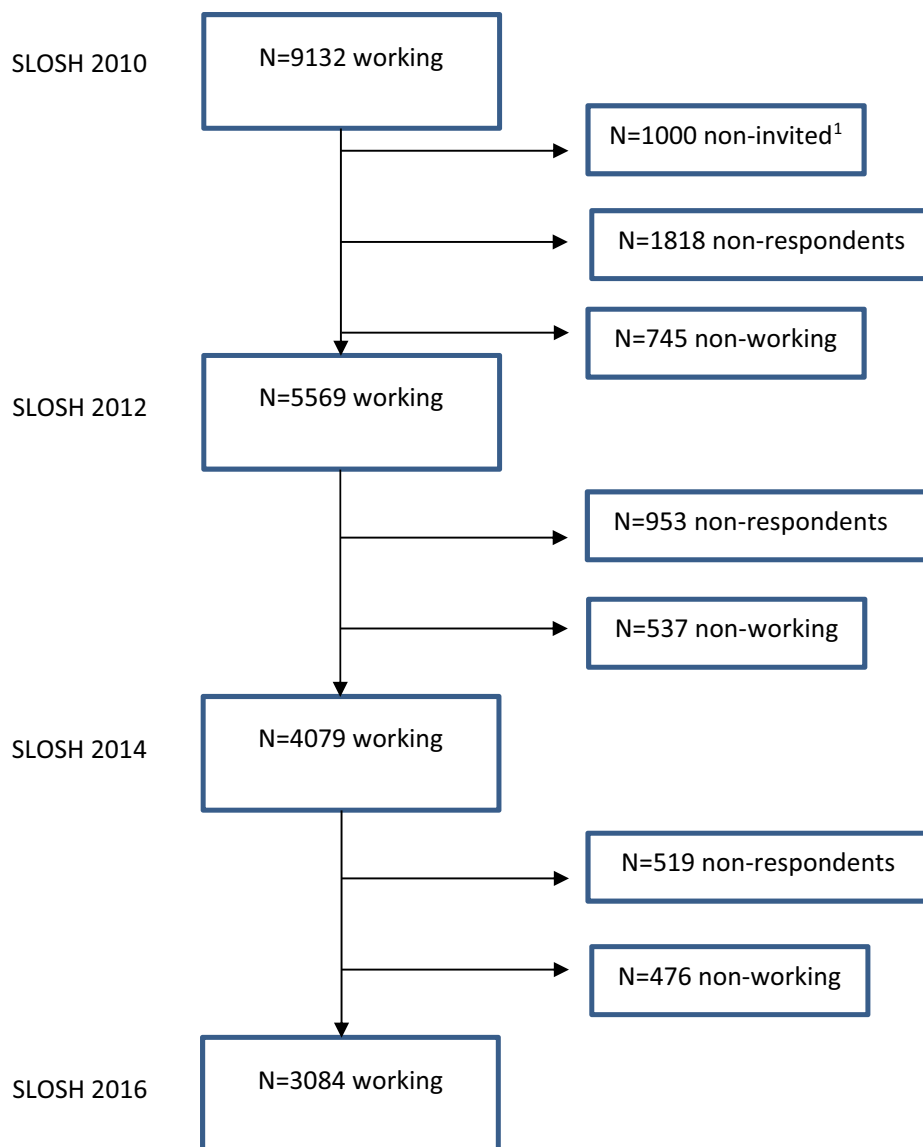 SLOSH 2010
N=9132 working
N=1000 non-invited¹
N=1818 non-respondents
N=745 non-working
SLOSH 2012
N=5569 working
N=953 non-respondents
N=537 non-working
SLOSH 2014
N=4079 working
N=519 non-respondents
N=476 non-working
SLOSH 2016
N=3084 working